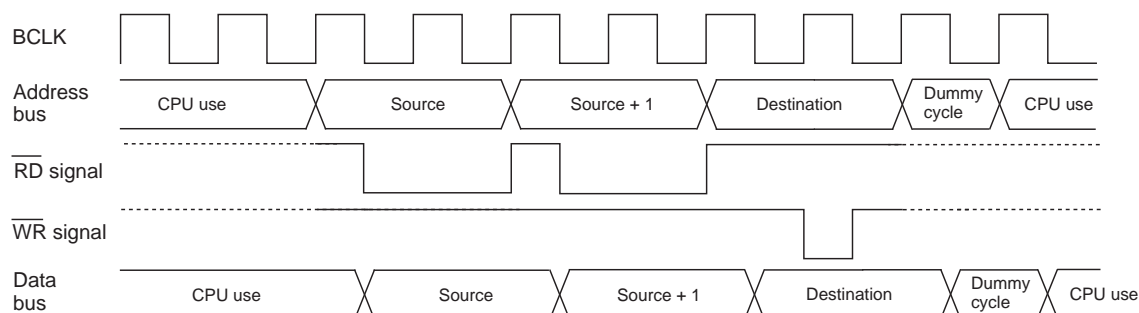 BCLK
Address
bus
CPU use
Source
Source + 1
Destination
Dummy
cycle
CPU use
RD signal
WR signal
Data
bus
CPU use
Source
Source + 1
Destination
Dummy
cycle
CPU use